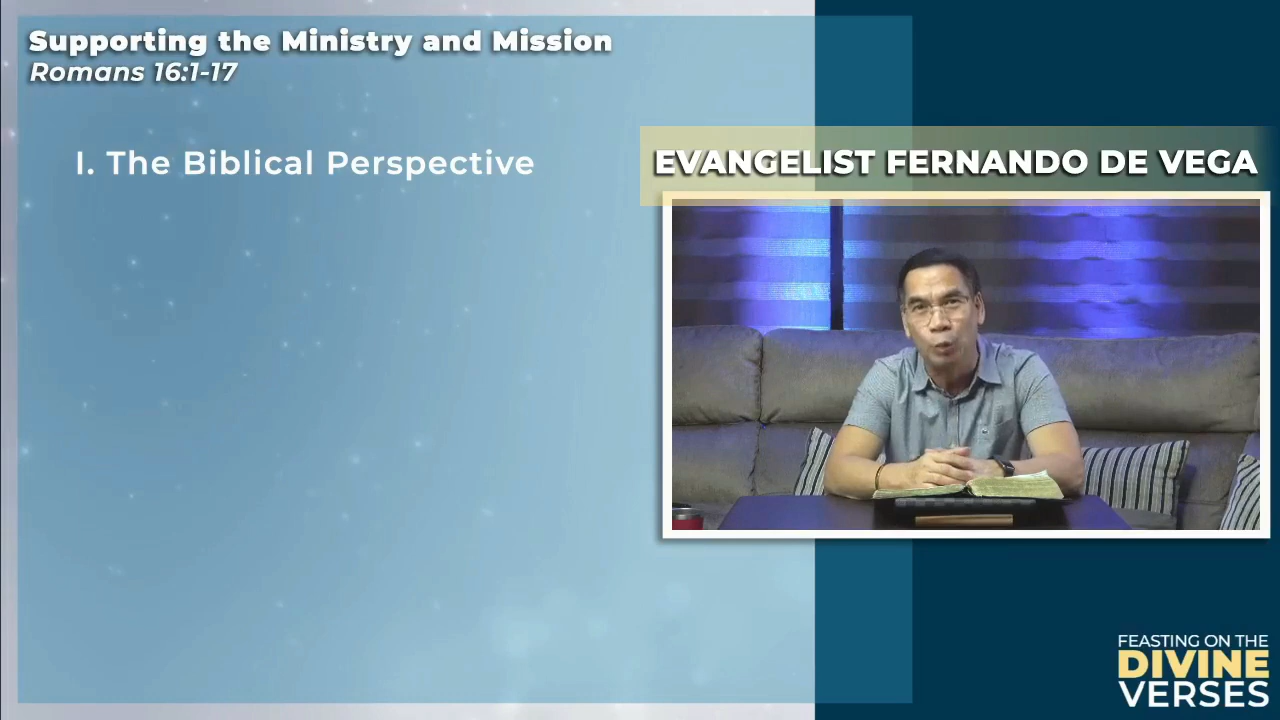 Supporting the Ministry and Mission
Romans 16:1-17
I. The Biblical Perspective
EVANGELIST FERNANDO DE VEGA
FEASTING ON THE
DIVINE
VERSES